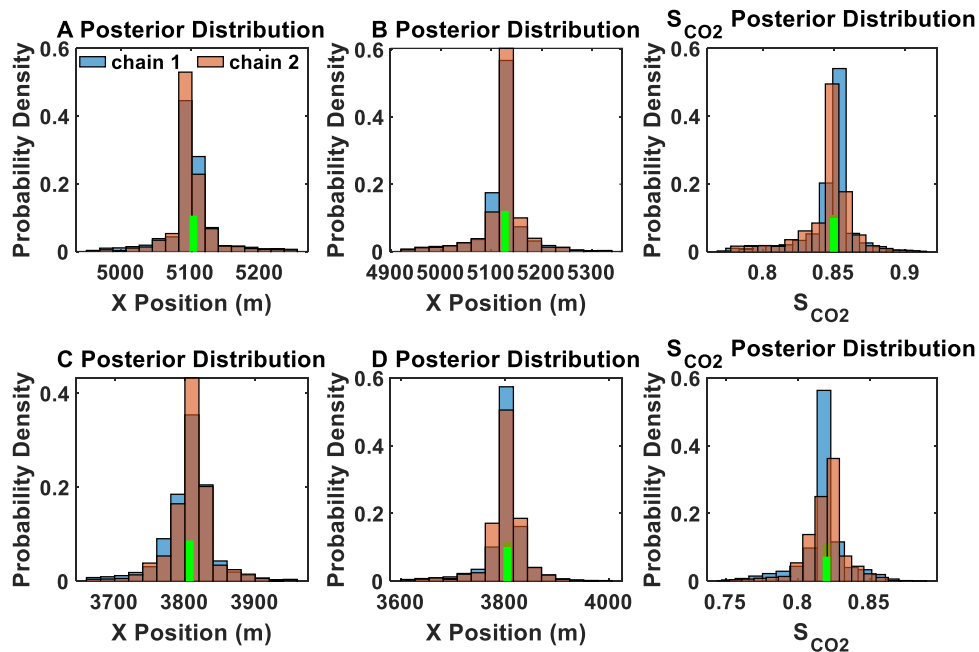 A Posterior Distribution
chain 1 chain 2
Probability Density
0.6
0.4
0.2
0
5000 5100 5200
X Position (m)
B Posterior Distribution
Probability Density
0.6
0.4
0.2
0
4900 5000 5100 5200 5300
X Position (m)
S_CO2 Posterior Distribution
Probability Density
0.6
0.4
0.2
0
0.8 0.85 0.9
S_CO2
C Posterior Distribution
Probability Density
0.4
0.2
0
3700 3800 3900
X Position (m)
D Posterior Distribution
Probability Density
0.6
0.4
0.2
0
3600 3800 4000
X Position (m)
S_CO2 Posterior Distribution
Probability Density
0.6
0.4
0.2
0
0.75 0.8 0.85
S_CO2